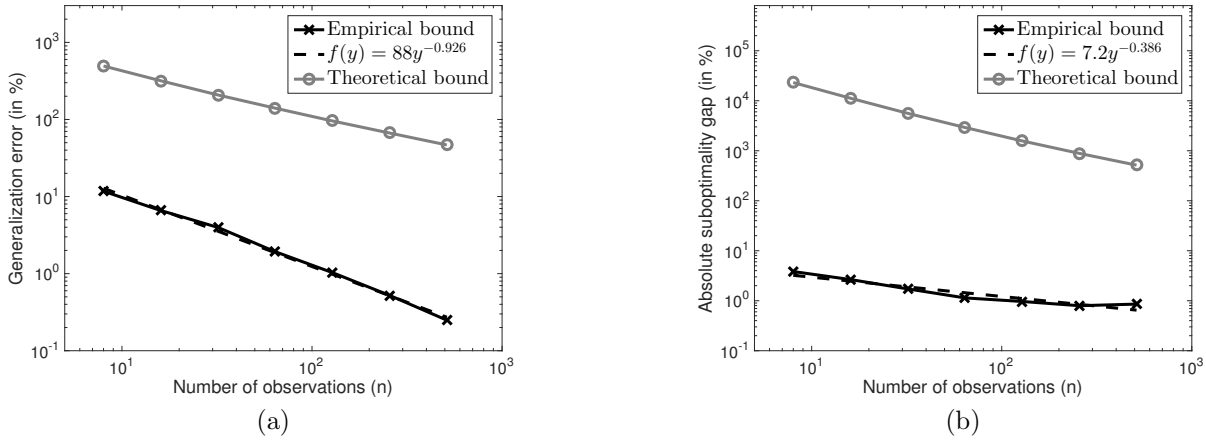 Generalization error (in %)
10^3
10^2
10^1
10^0
10^-1
Empirical bound
f(y) = 88y^-0.926
Theoretical bound
10^1
10^2
10^3
Number of observations (n)
(a)
Absolute suboptimality gap (in %)
10^5
10^4
10^3
10^2
10^1
10^0
10^-1
Empirical bound
f(y) = 7.2y^-0.386
Theoretical bound
10^1
10^2
10^3
Number of observations (n)
(b)